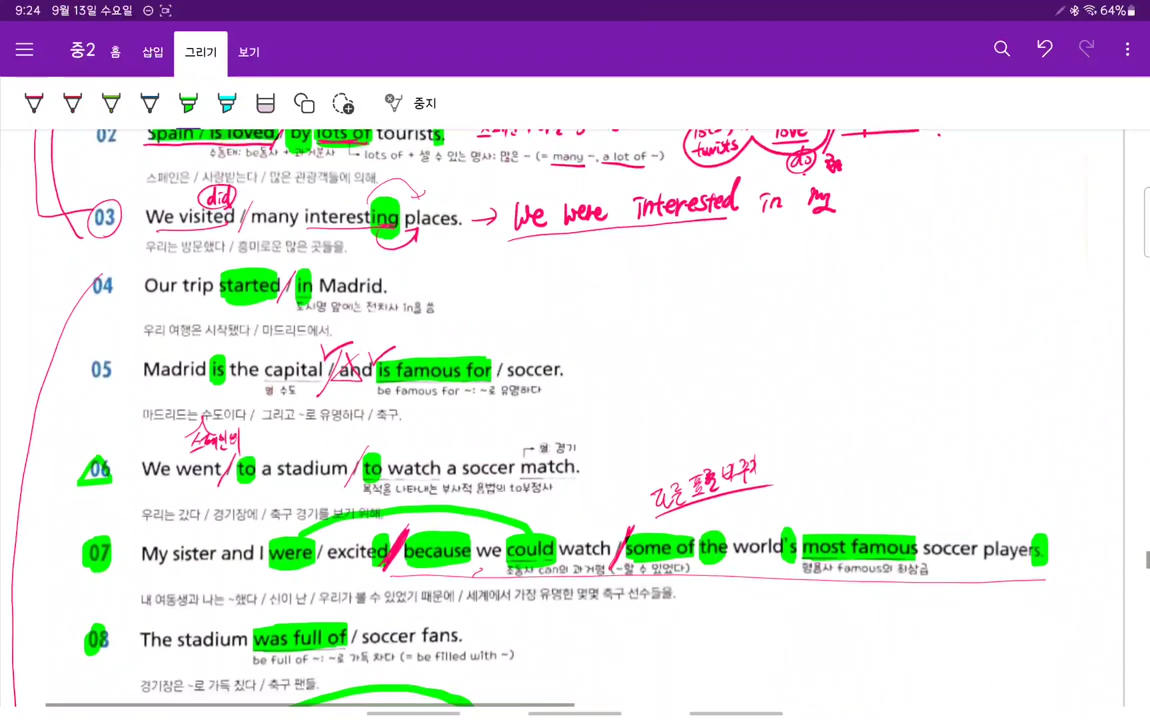 9:24 9월 13일 수요일 64%
중2 홈 삽입 그리기 보기
중지
02 Spain / is loved / by lots of tourists.
수동태: be동사 + 과거분사 lots of + 셀 수 있는 명사: 많은 ~ (= many ~, a lot of ~)
tourists love
do
스페인은 / 사랑받는다 / 많은 관광객들에 의해.
did
03 We visited / many interesting places. → We were interested in my
우리는 방문했다 / 흥미로운 많은 곳들을.
04 Our trip started / in Madrid.
도시명 앞에는 전치사 in을 씀
우리 여행은 시작됐다 / 마드리드에서.
05 Madrid is the capital / and is famous for / soccer.
명 수도 be famous for ~: ~로 유명하다
마드리드는 수도이다 / 그리고 ~로 유명하다 / 축구.
스페인의
명 경기
06 We went / to a stadium / to watch a soccer match.
목적을 나타내는 부사적 용법의 to부정사
우리는 갔다 / 경기장에 / 축구 경기를 보기 위해.
07 My sister and I were / excited / because we could watch / some of the world's most famous soccer players.
조동사 can의 과거형 (~할 수 있었다) 형용사 famous의 최상급
내 여동생과 나는 ~했다 / 신이 난 / 우리가 볼 수 있었기 때문에 / 세계에서 가장 유명한 몇몇 축구 선수들을.
08 The stadium was full of / soccer fans.
be full of ~: ~로 가득 차다 (= be filled with ~)
경기장은 ~로 가득 찼다 / 축구 팬들.